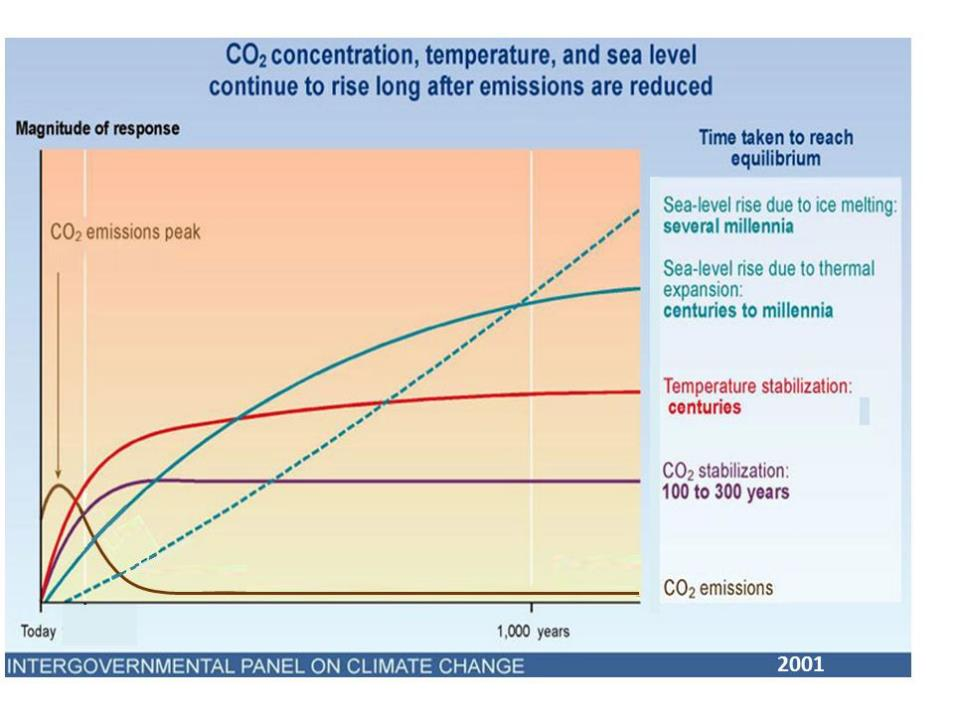 CO₂ concentration, temperature, and sea level
continue to rise long after emissions are reduced
Magnitude of response
Time taken to reach
equilibrium
CO₂ emissions peak
Sea-level rise due to ice melting:
several millennia
Sea-level rise due to thermal
expansion:
centuries to millennia
Temperature stabilization:
centuries
CO₂ stabilization:
100 to 300 years
CO₂ emissions
Today
1,000 years
INTERGOVERNMENTAL PANEL ON CLIMATE CHANGE
2001